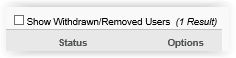 Show Withdrawn/Removed Users (1 Result)
Status Options